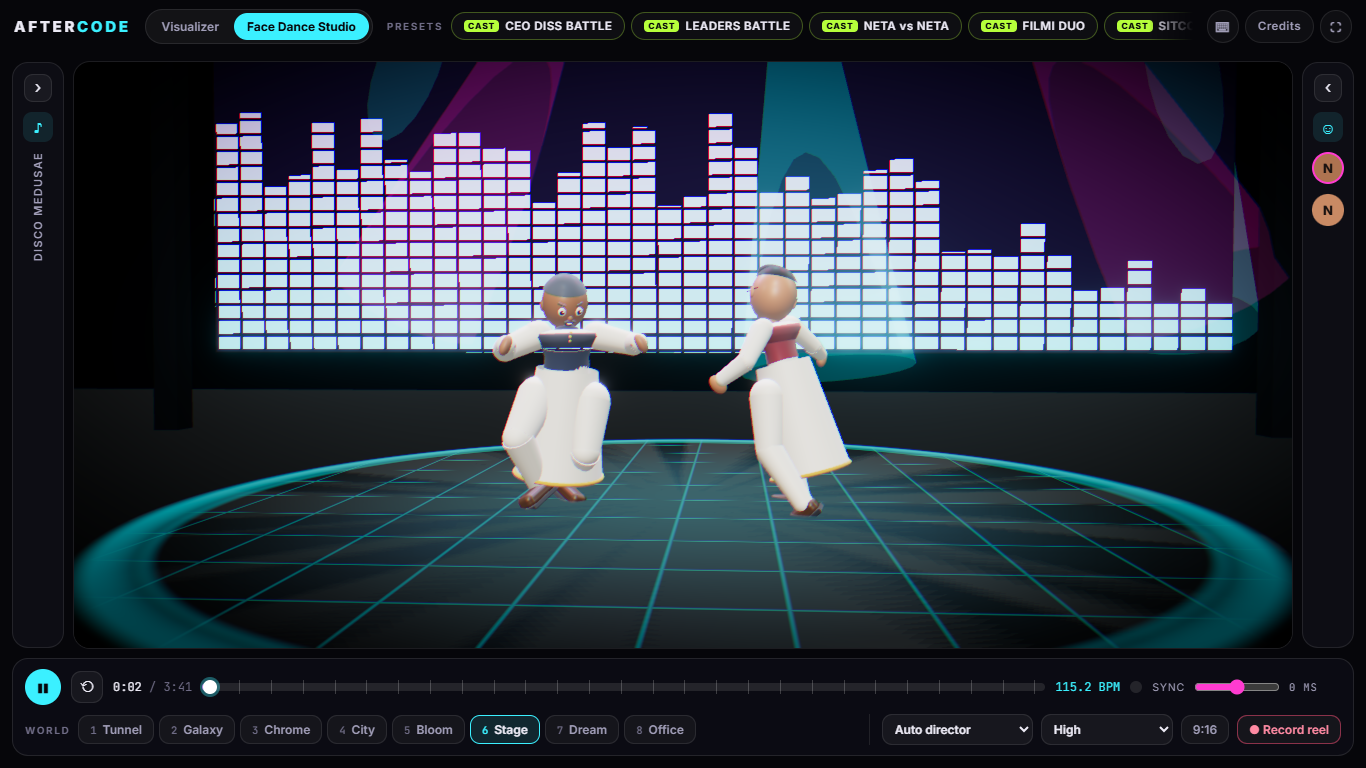 AFTERCODE
Visualizer
Face Dance Studio
PRESETS
CAST CEO DISS BATTLE
CAST LEADERS BATTLE
CAST NETA vs NETA
CAST FILMI DUO
CAST SITC
Credits
DISCO MEDUSAE
N
N
0:02 / 3:41
115.2 BPM
SYNC
0 MS
WORLD
1 Tunnel
2 Galaxy
3 Chrome
4 City
5 Bloom
6 Stage
7 Dream
8 Office
Auto director
High
9:16
Record reel